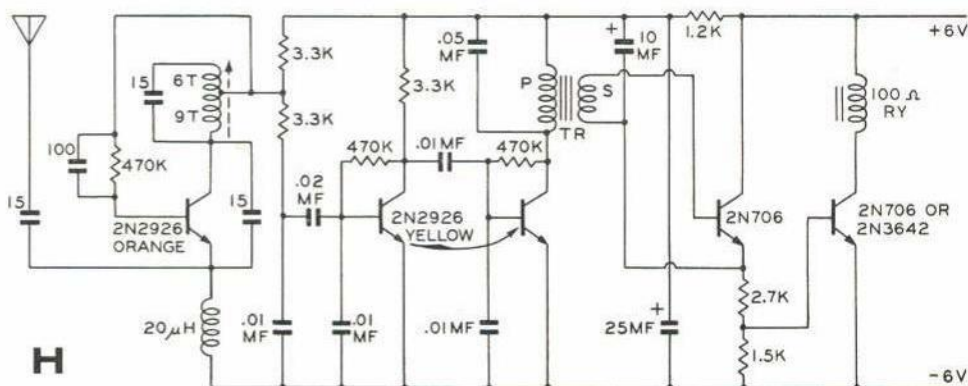 .05
MF
+
10
MF
1.2K
+6V
3.3K
15
6T
9T
3.3K
P
S
TR
100 Ω
RY
3.3K
100
470K
470K
.01MF
470K
15
15
2N2926
ORANGE
.02
MF
2N2926
YELLOW
2N706
2N706 OR
2N3642
20µH
.01
MF
.01
MF
.01MF
+
25MF
2.7K
1.5K
H
-6V